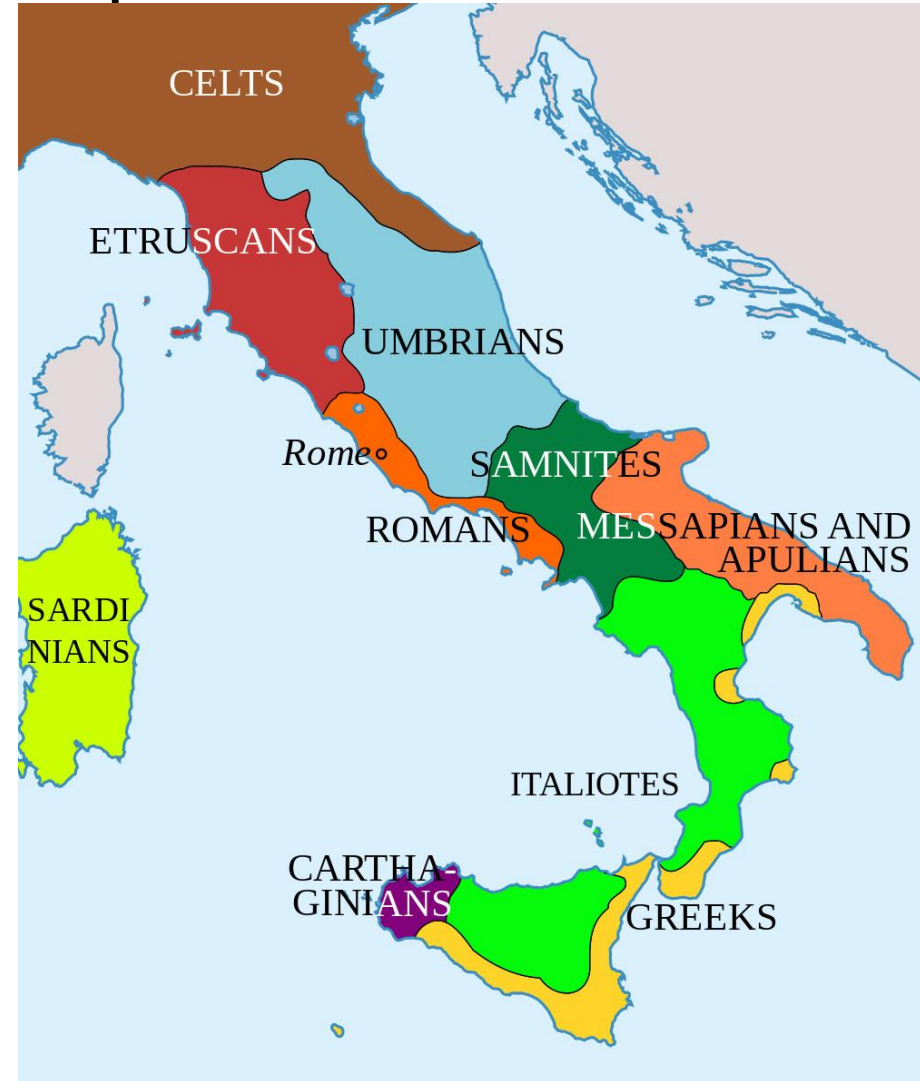 CELTS
ETRUSCANS
UMBRIANS
Rome
SAMNITES
ROMANS
MESSAPIANS AND
APULIANS
SARDI
NIANS
ITALIOTES
CARTHA-
GINIANS
GREEKS